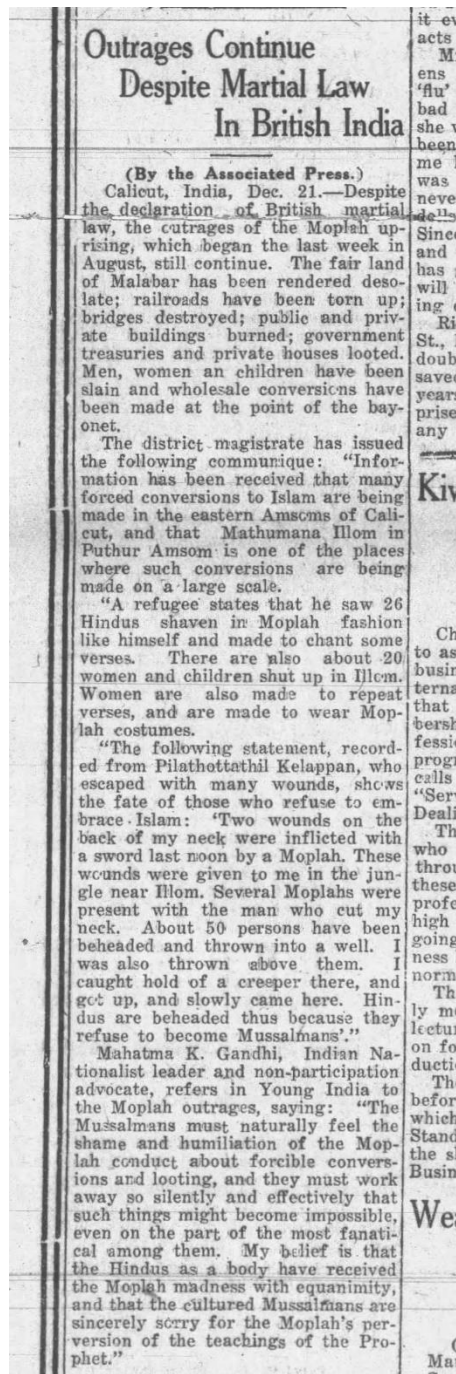 Outrages Continue
Despite Martial Law
In British India
(By the Associated Press.)
Calicut, India, Dec. 21.—Despite
the declaration of British martial
law, the outrages of the Moplah up-
rising, which began the last week in
August, still continue. The fair land
of Malabar has been rendered deso-
late; railroads have been torn up;
bridges destroyed; public and priv-
ate buildings burned; government
treasuries and private houses looted.
Men, women an children have been
slain and wholesale conversions have
been made at the point of the bay-
onet.
The district magistrate has issued
the following communique: "Infor-
mation has been received that many
forced conversions to Islam are being
made in the eastern Amsoms of Cali-
cut, and that Mathumana Illom in
Puthur Amsom is one of the places
where such conversions are being
made on a large scale.
"A refugee states that he saw 26
Hindus shaven in Moplah fashion
like himself and made to chant some
verses. There are also about 20
women and children shut up in Illom.
Women are also made to repeat
verses, and are made to wear Mop-
lah costumes.
"The following statement, record-
ed from Pilathottathil Kelappan, who
escaped with many wounds, shows
the fate of those who refuse to em-
brace Islam: 'Two wounds on the
back of my neck were inflicted with
a sword last noon by a Moplah. These
wounds were given to me in the jun-
gle near Illom. Several Moplahs were
present with the man who cut my
neck. About 50 persons have been
beheaded and thrown into a well. I
was also thrown above them. I
caught hold of a creeper there, and
got up, and slowly came here. Hin-
dus are beheaded thus because they
refuse to become Mussalmans'."
Mahatma K. Gandhi, Indian Na-
tionalist leader and non-participation
advocate, refers in Young India to
the Moplah outrages, saying: "The
Mussalmans must naturally feel the
shame and humiliation of the Mop-
lah conduct about forcible convers-
ions and looting, and they must work
away so silently and effectively that
such things might become impossible,
even on the part of the most fanati-
cal among them. My belief is that
the Hindus as a body have received
the Moplah madness with equanimity,
and that the cultured Mussalmans are
sincerely sorry for the Moplah's per-
version of the teachings of the Pro-
phet."